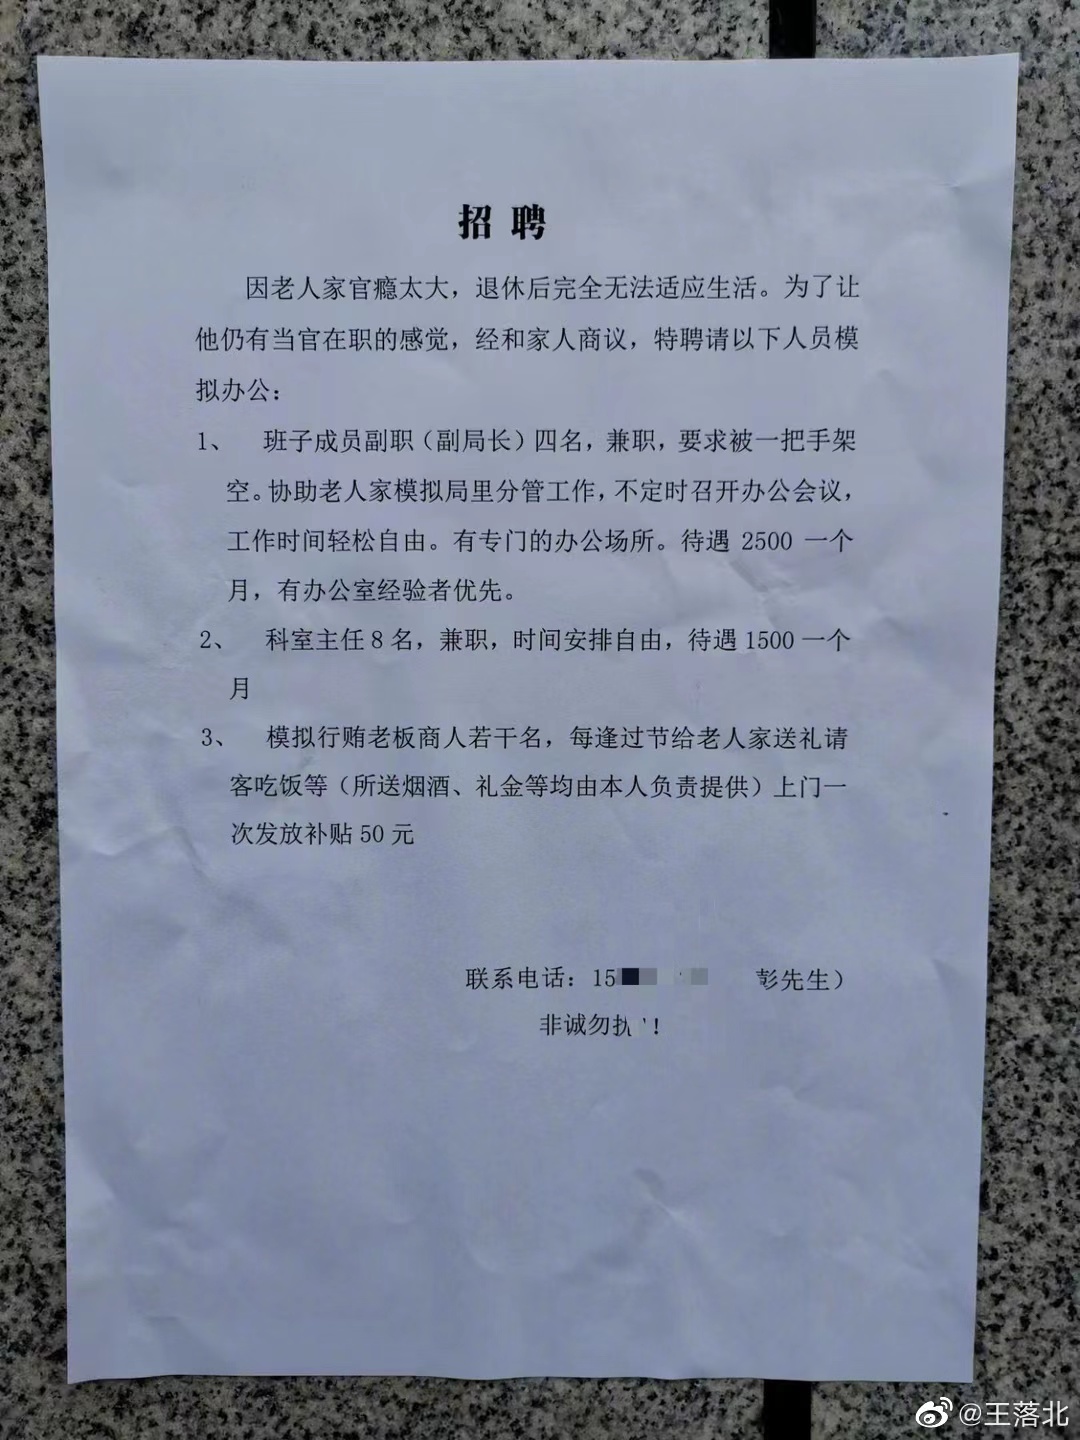 招 聘
因老人家官瘾太大，退休后完全无法适应生活。为了让
他仍有当官在职的感觉，经和家人商议，特聘请以下人员模
拟办公：
1、 班子成员副职（副局长）四名，兼职，要求被一把手架
空。协助老人家模拟局里分管工作，不定时召开办公会议，
工作时间轻松自由。有专门的办公场所。待遇 2500 一个
月，有办公室经验者优先。
2、 科室主任 8 名，兼职，时间安排自由，待遇 1500 一个
月
3、 模拟行贿老板商人若干名，每逢过节给老人家送礼请
客吃饭等（所送烟酒、礼金等均由本人负责提供）上门一
次发放补贴 50 元
联系电话：15 彭先生）
非诚勿！
@王落北